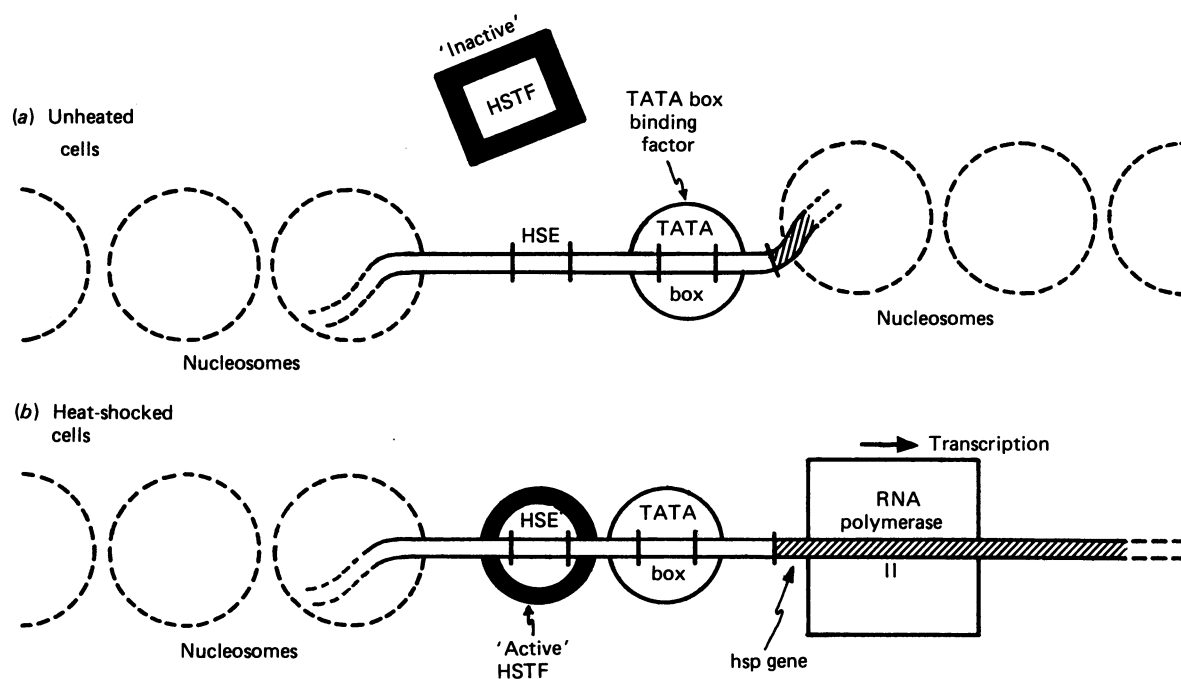 'Inactive'
HSTF
(a) Unheated
cells
TATA box
binding
factor
HSE
TATA
box
Nucleosomes
Nucleosomes
(b) Heat-shocked
cells
Transcription
HSE
TATA
box
RNA
polymerase
II
Nucleosomes
'Active'
HSTF
hsp gene